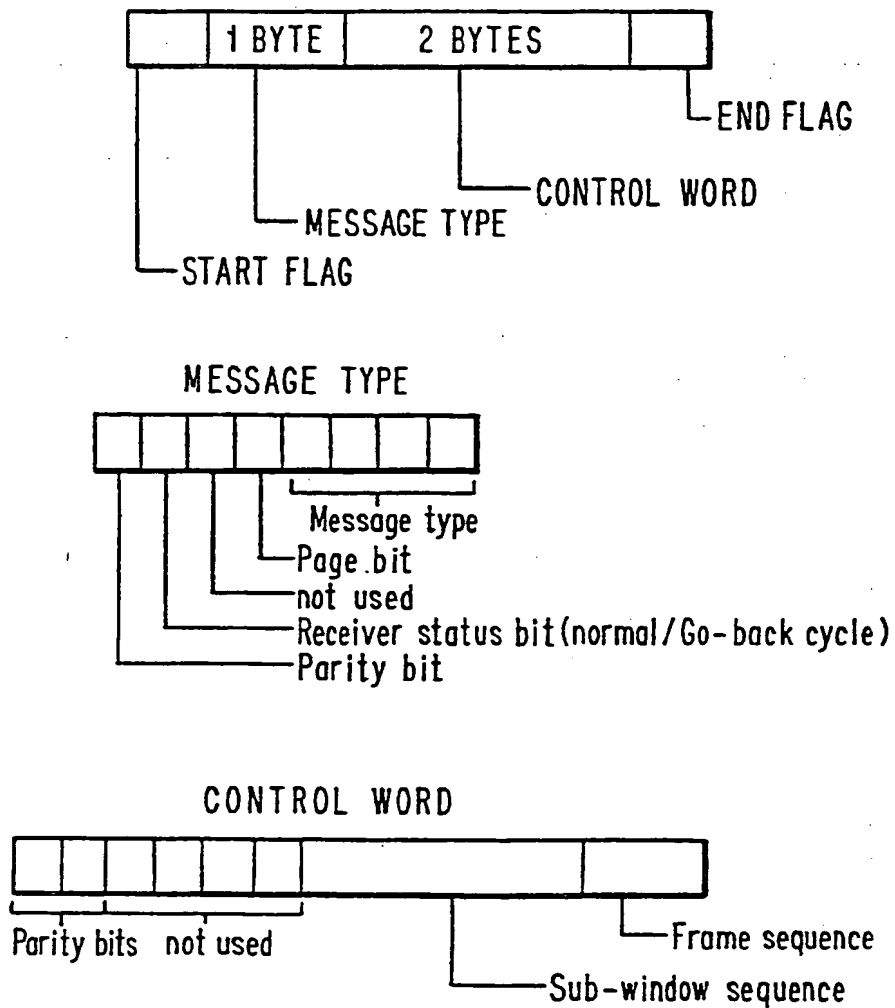 1 BYTE 2 BYTES
END FLAG
CONTROL WORD
MESSAGE TYPE
START FLAG
MESSAGE TYPE
Message type
Page.bit
not used
Receiver status bit(normal/Go-back cycle)
Parity bit
CONTROL WORD
Parity bits not used
Frame sequence
Sub-window sequence